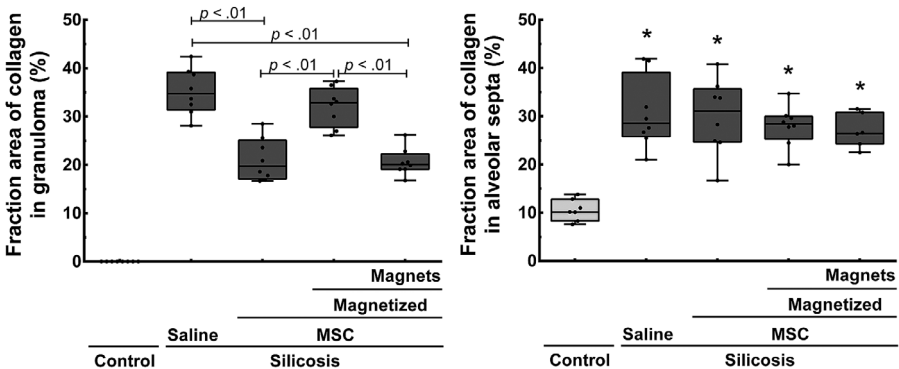 Fraction area of collagen
in granuloma (%)
50
40
30
20
10
0
p < .01
p < .01
p < .01
p < .01
Magnets
Magnetized
Saline
MSC
Control
Silicosis
Fraction area of collagen
in alveolar septa (%)
50
40
30
20
10
0
*
*
*
*
Magnets
Magnetized
Saline
MSC
Control
Silicosis